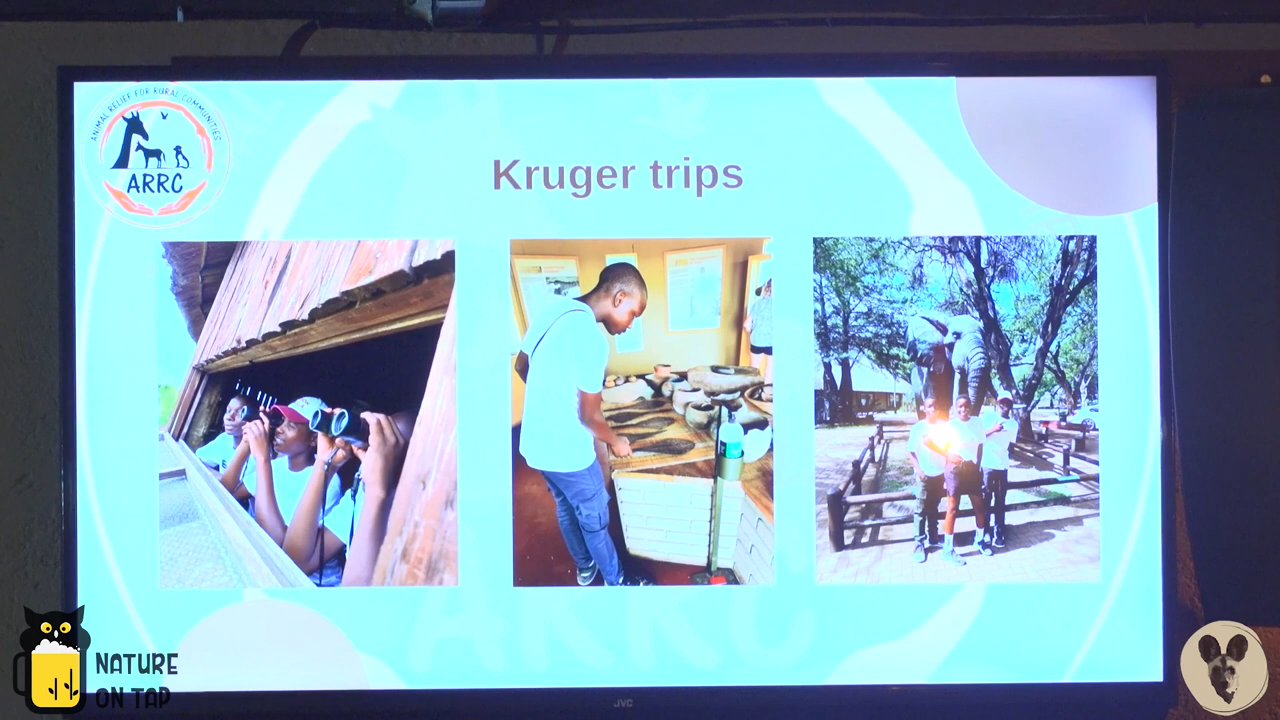 ANIMAL RELIEF FOR RURAL COMMUNITIES
ARRC
Kruger trips
NATURE
ON TAP
JVC